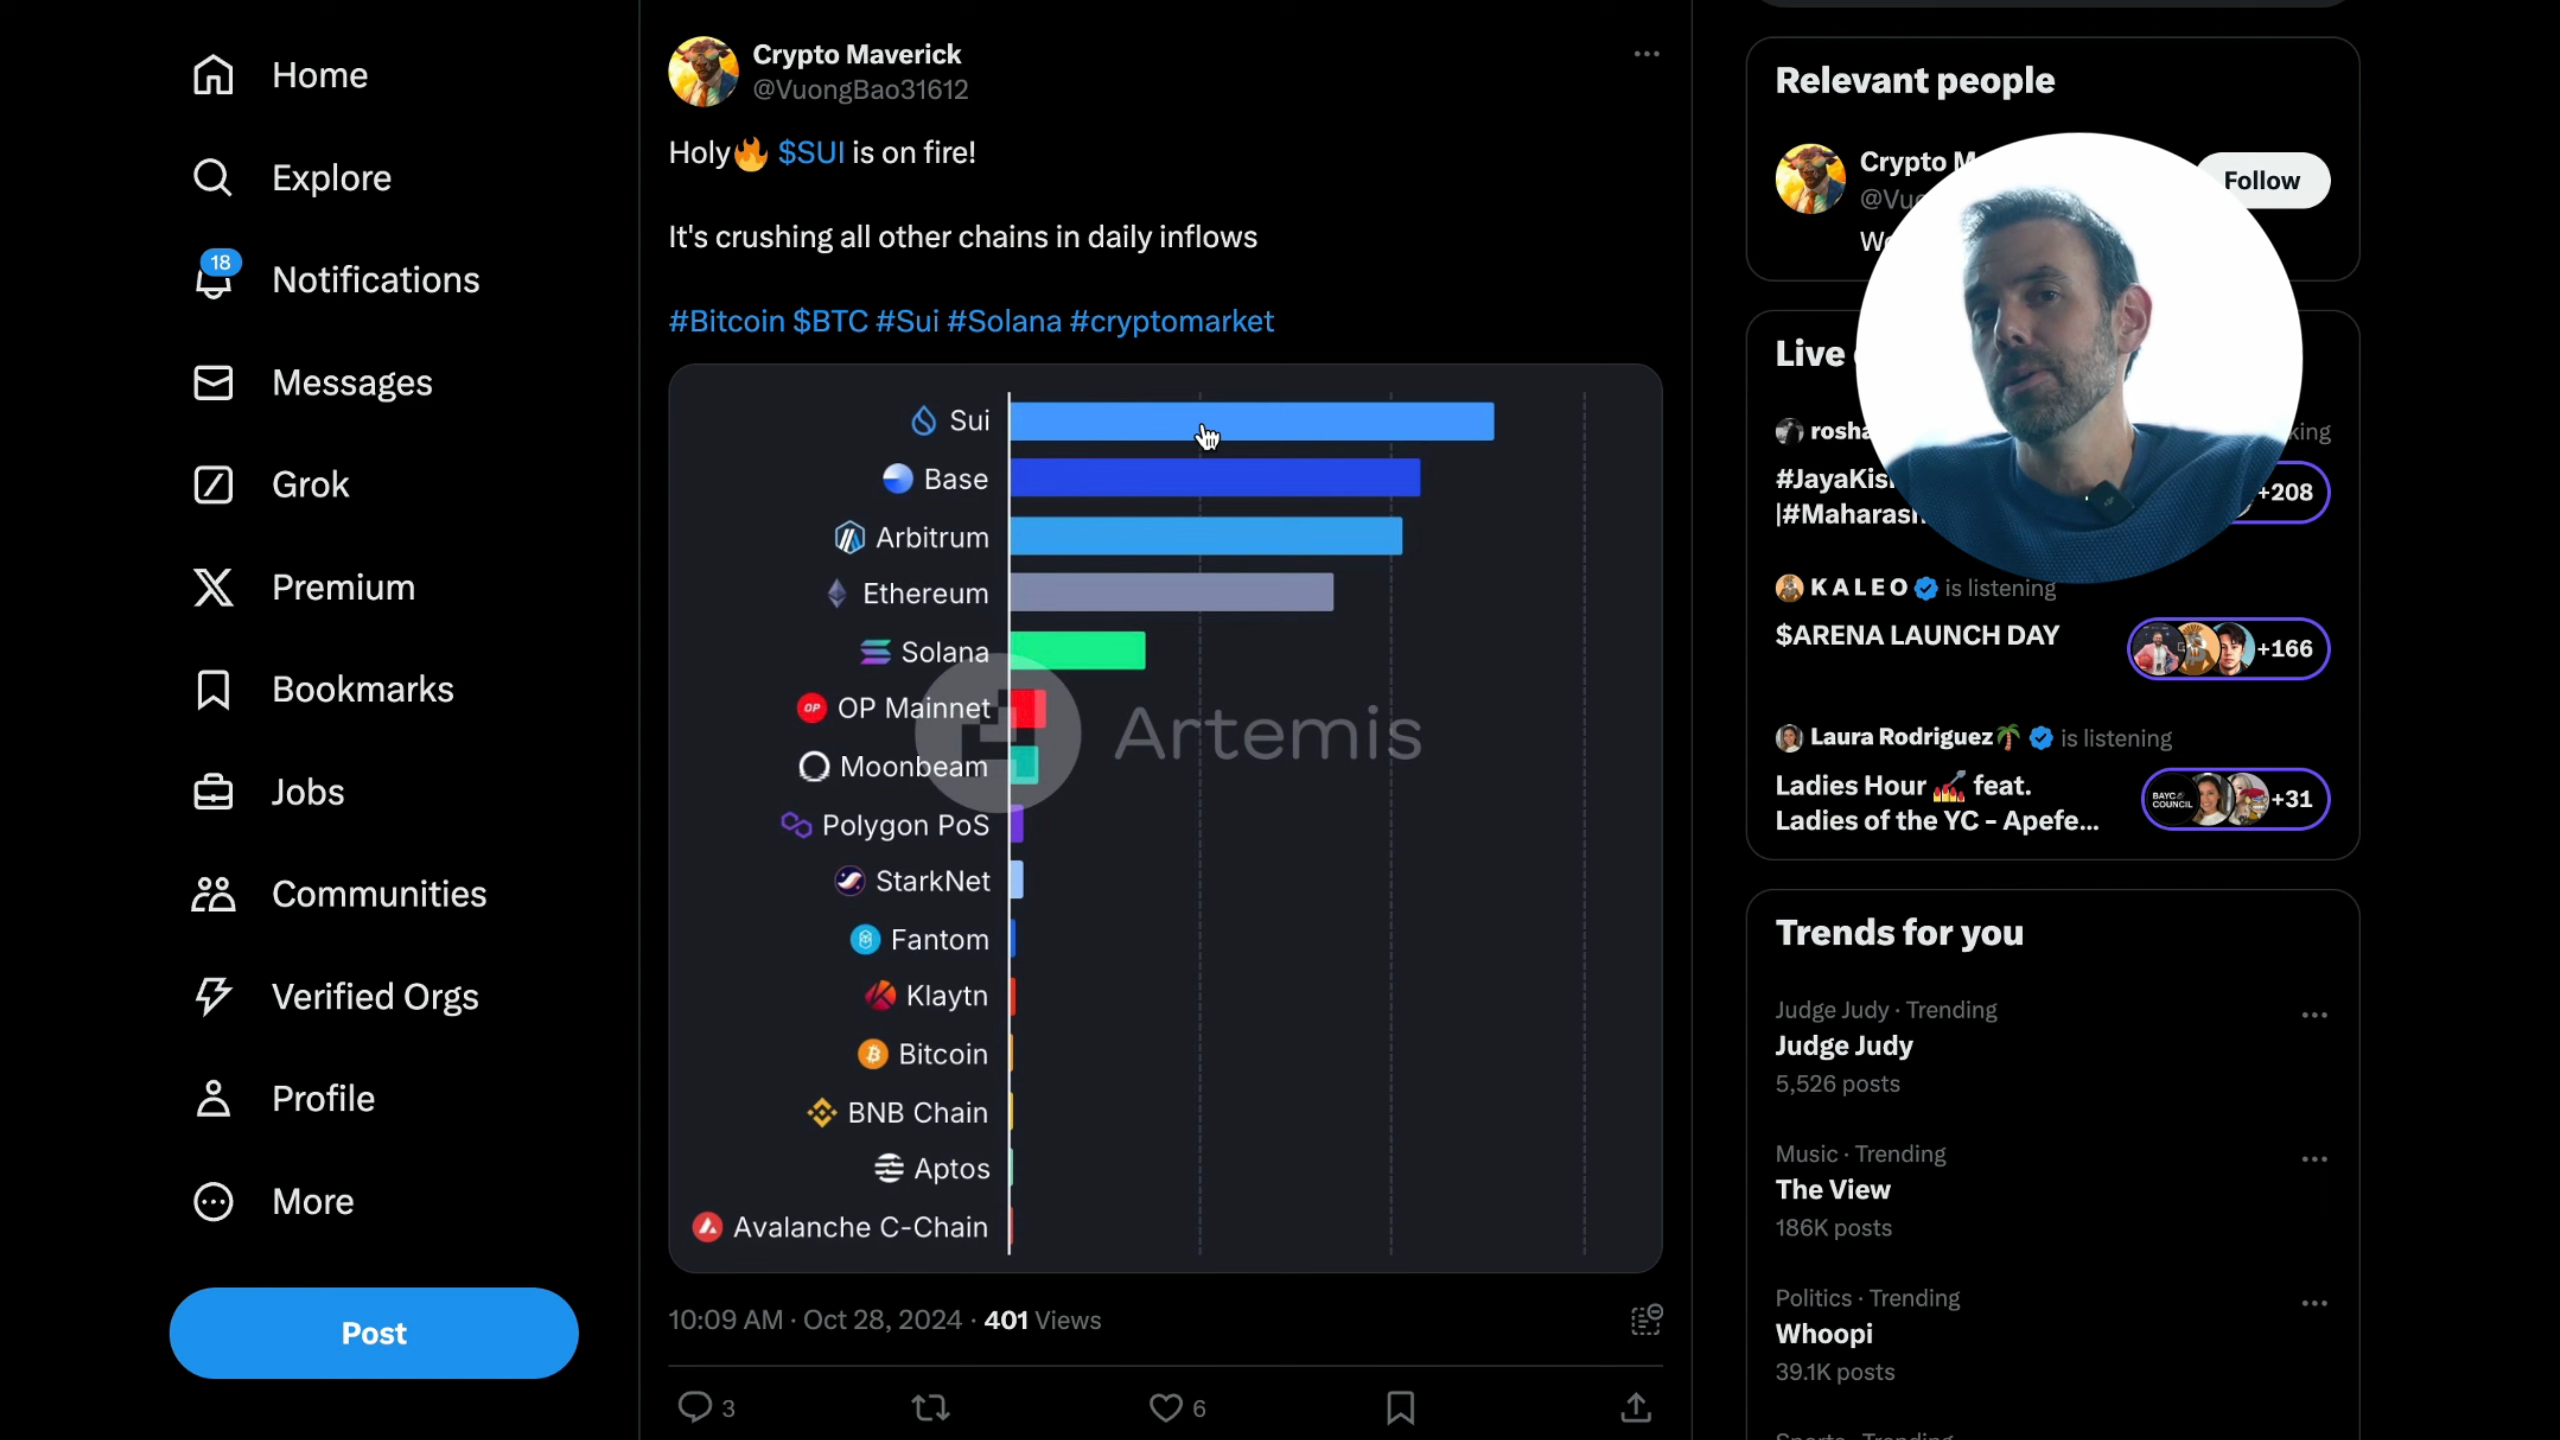 Home
Explore
18
Notifications
Messages
Grok
Premium
Bookmarks
Jobs
Communities
Verified Orgs
Profile
More
Post
Crypto Maverick
@VuongBao31612
Holy🔥 $SUI is on fire!
It's crushing all other chains in daily inflows
#Bitcoin $BTC #Sui #Solana #cryptomarket
Sui
Base
Arbitrum
Ethereum
Solana
OP OP Mainnet
Moonbeam
Polygon PoS
StarkNet
Fantom
Klaytn
Bitcoin
BNB Chain
Aptos
Avalanche C-Chain
Artemis
10:09 AM · Oct 28, 2024 · 401 Views
3
6
Relevant people
Crypto
Follow
Live
+208
KALEO is listening
$ARENA LAUNCH DAY
+166
Laura Rodriguez🌴 is listening
Ladies Hour 💅 feat.
Ladies of the YC - Apefe...
BAYC
COUNCIL
+31
Trends for you
Judge Judy · Trending
Judge Judy
5,526 posts
Music · Trending
The View
186K posts
Politics · Trending
Whoopi
39.1K posts